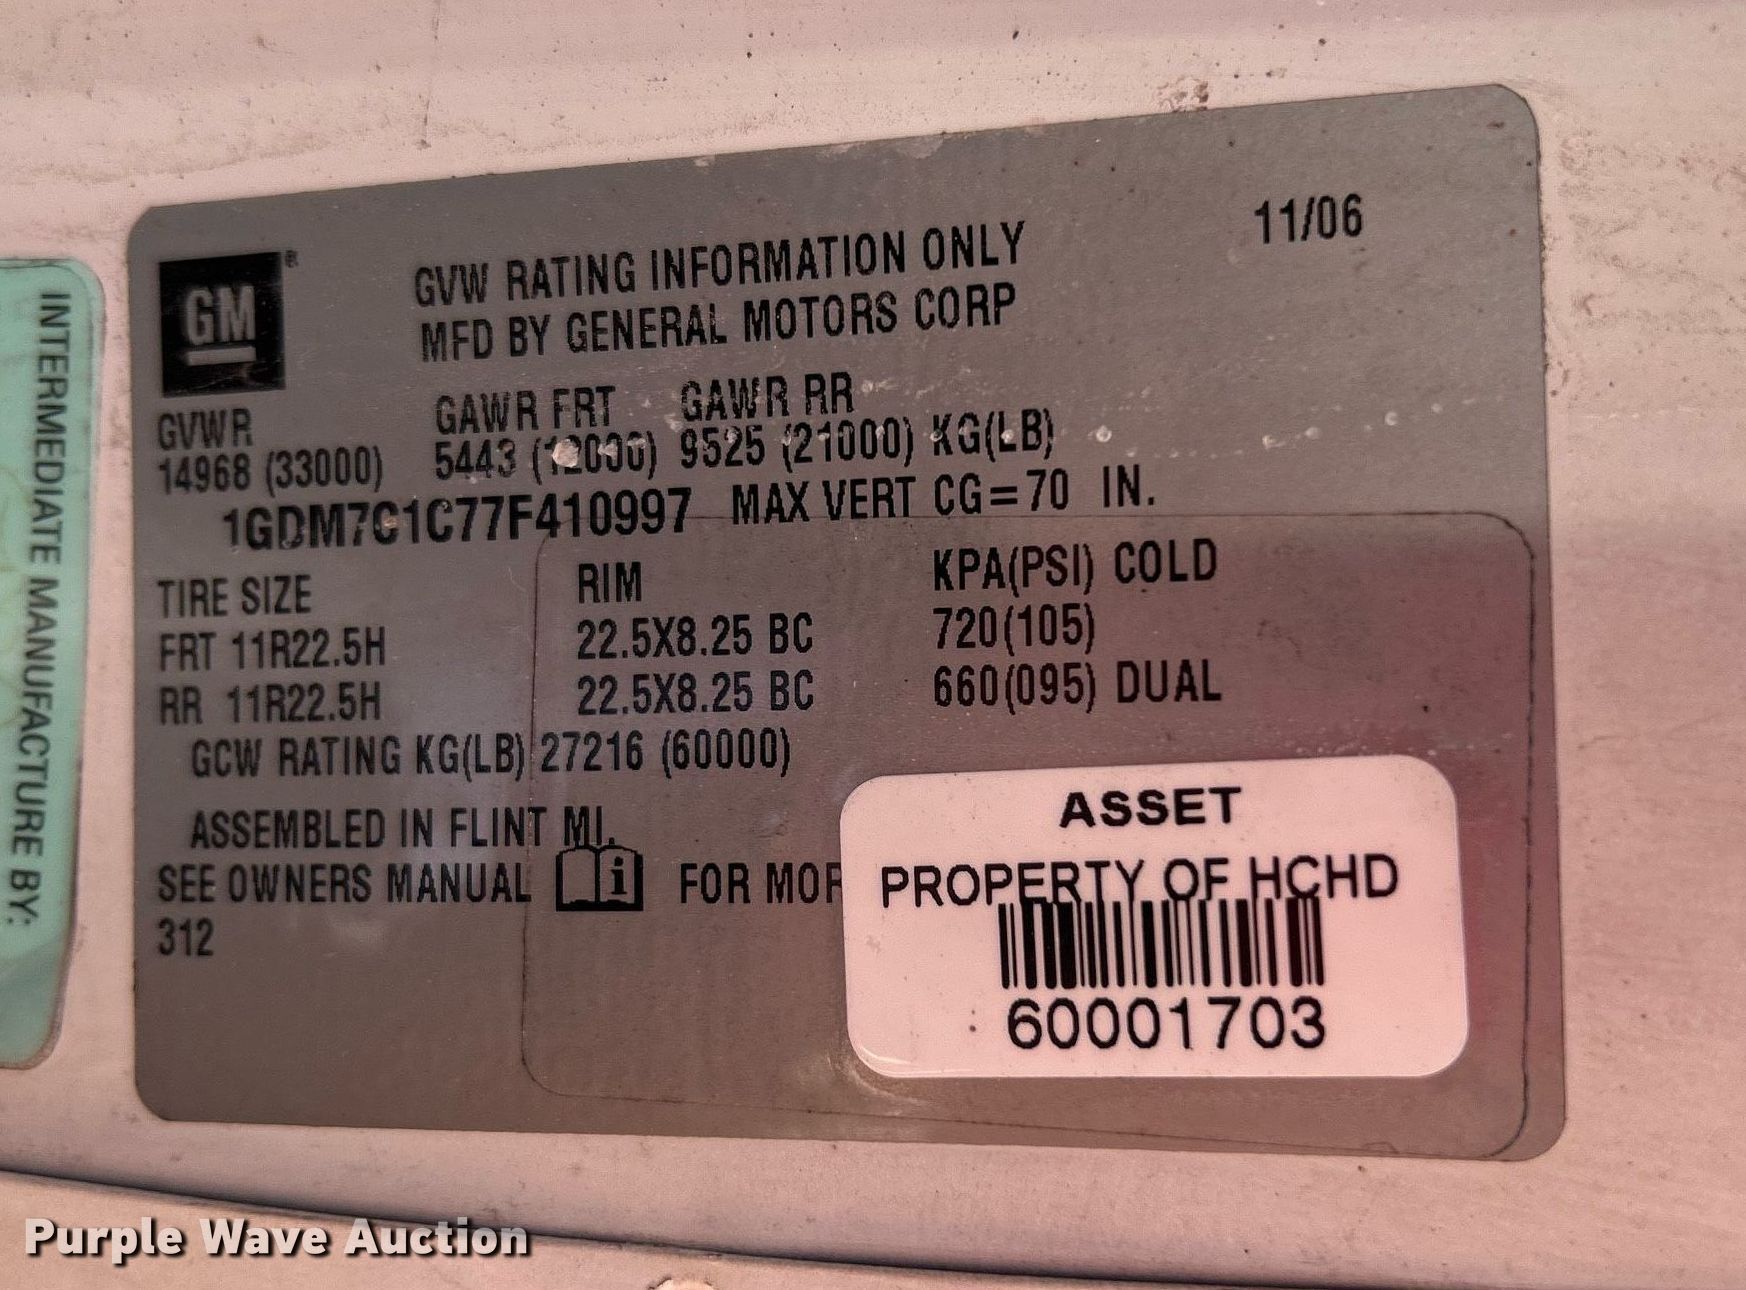 11/06
GM
®
GVW RATING INFORMATION ONLY
MFD BY GENERAL MOTORS CORP
GVWR GAWR FRT GAWR RR
14968 (33000) 5443 (12000) 9525 (21000) KG(LB)
1GDM7C1C77F410997 MAX VERT CG=70 IN.
TIRE SIZE RIM KPA(PSI) COLD
FRT 11R22.5H 22.5X8.25 BC 720(105)
RR 11R22.5H 22.5X8.25 BC 660(095) DUAL
GCW RATING KG(LB) 27216 (60000)
ASSEMBLED IN FLINT MI.
SEE OWNERS MANUAL i FOR MOR
312
ASSET
PROPERTY OF HCHD
60001703
INTERMEDIATE MANUFACTURE BY:
Purple Wave Auction